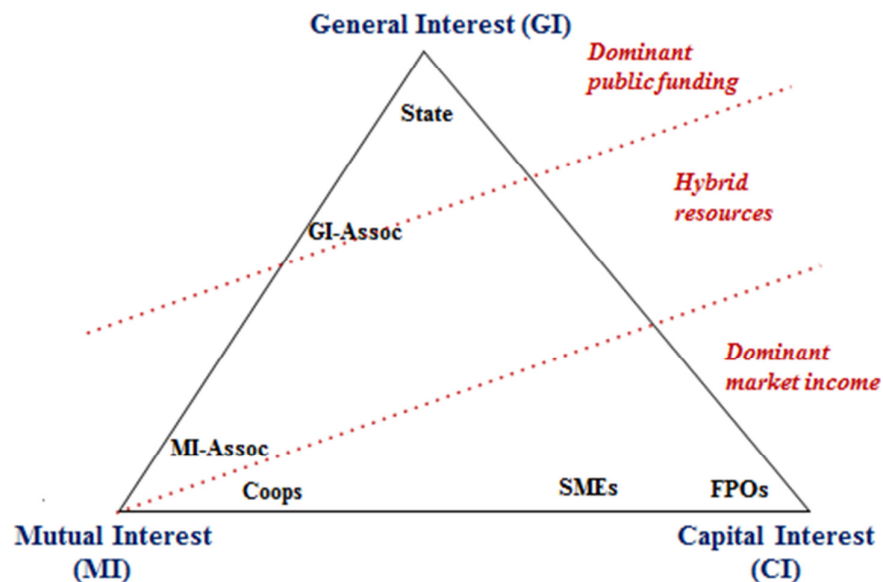 General Interest (GI)
Dominant
public funding
State
Hybrid
resources
GI-Assoc
Dominant
market income
MI-Assoc
Coops
SMEs
FPOs
Mutual Interest
(MI)
Capital Interest
(CI)